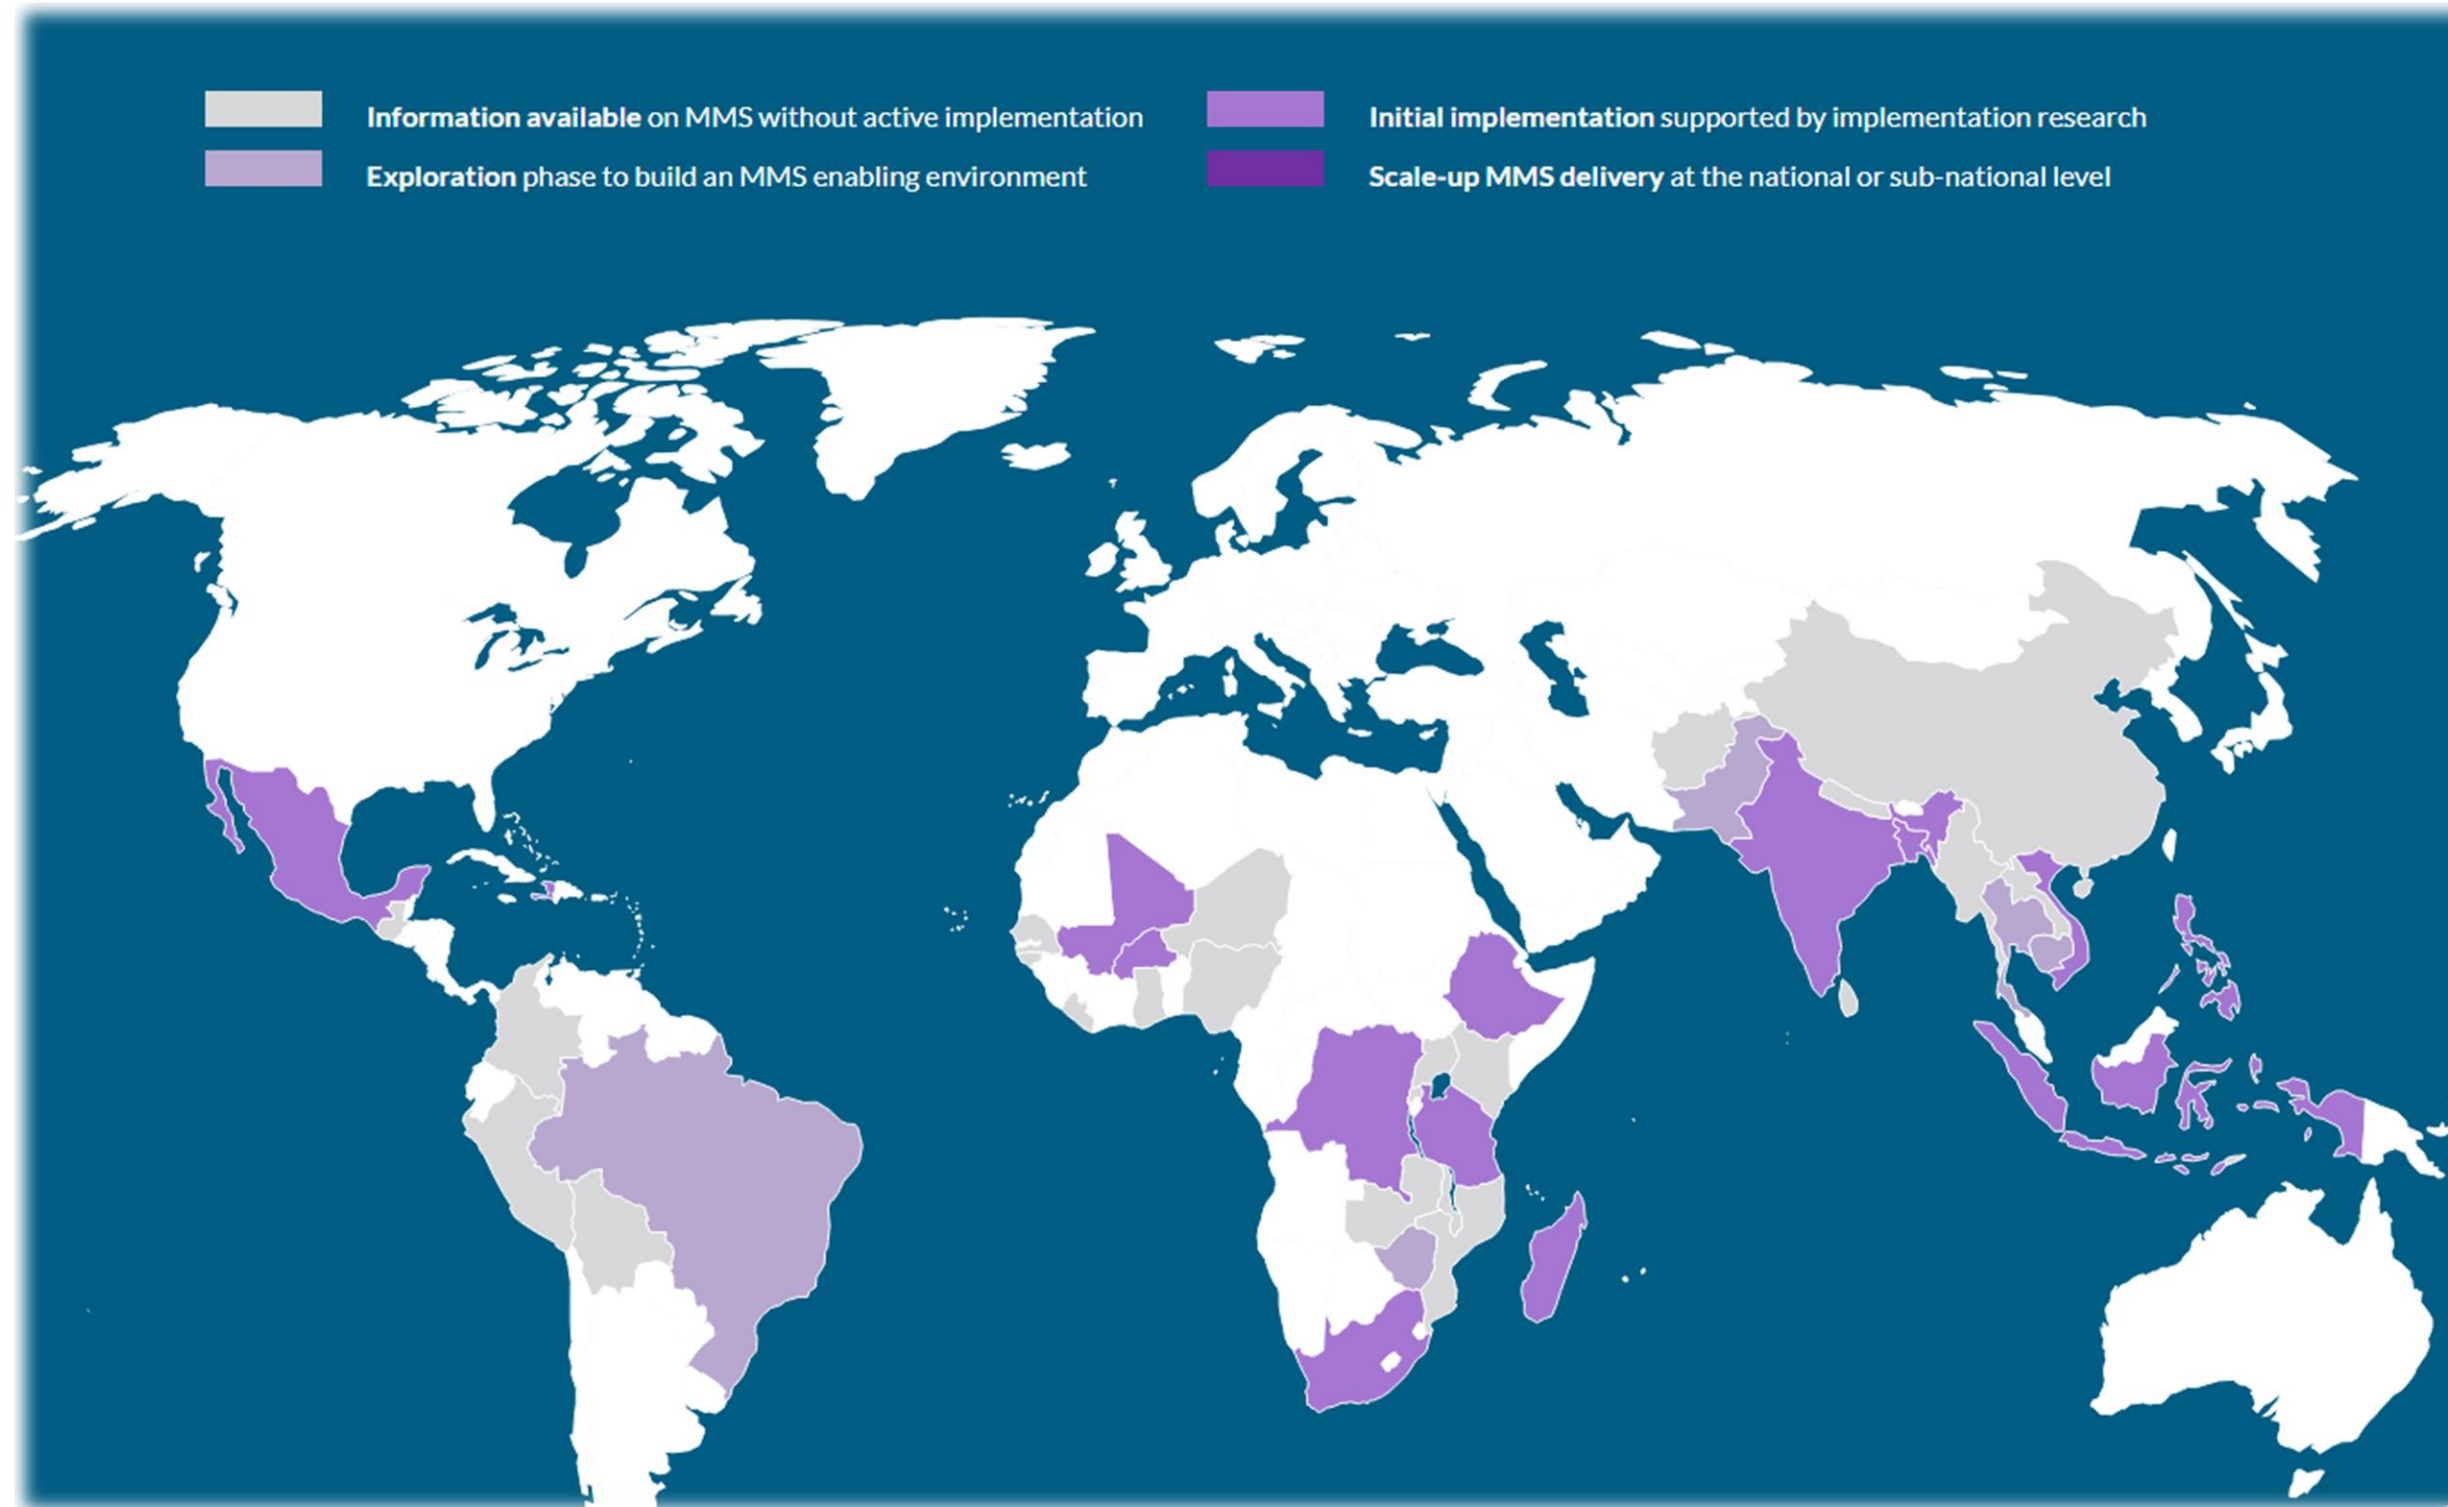 Information available on MMS without active implementation
Exploration phase to build an MMS enabling environment
Initial implementation supported by implementation research
Scale-up MMS delivery at the national or sub-national level